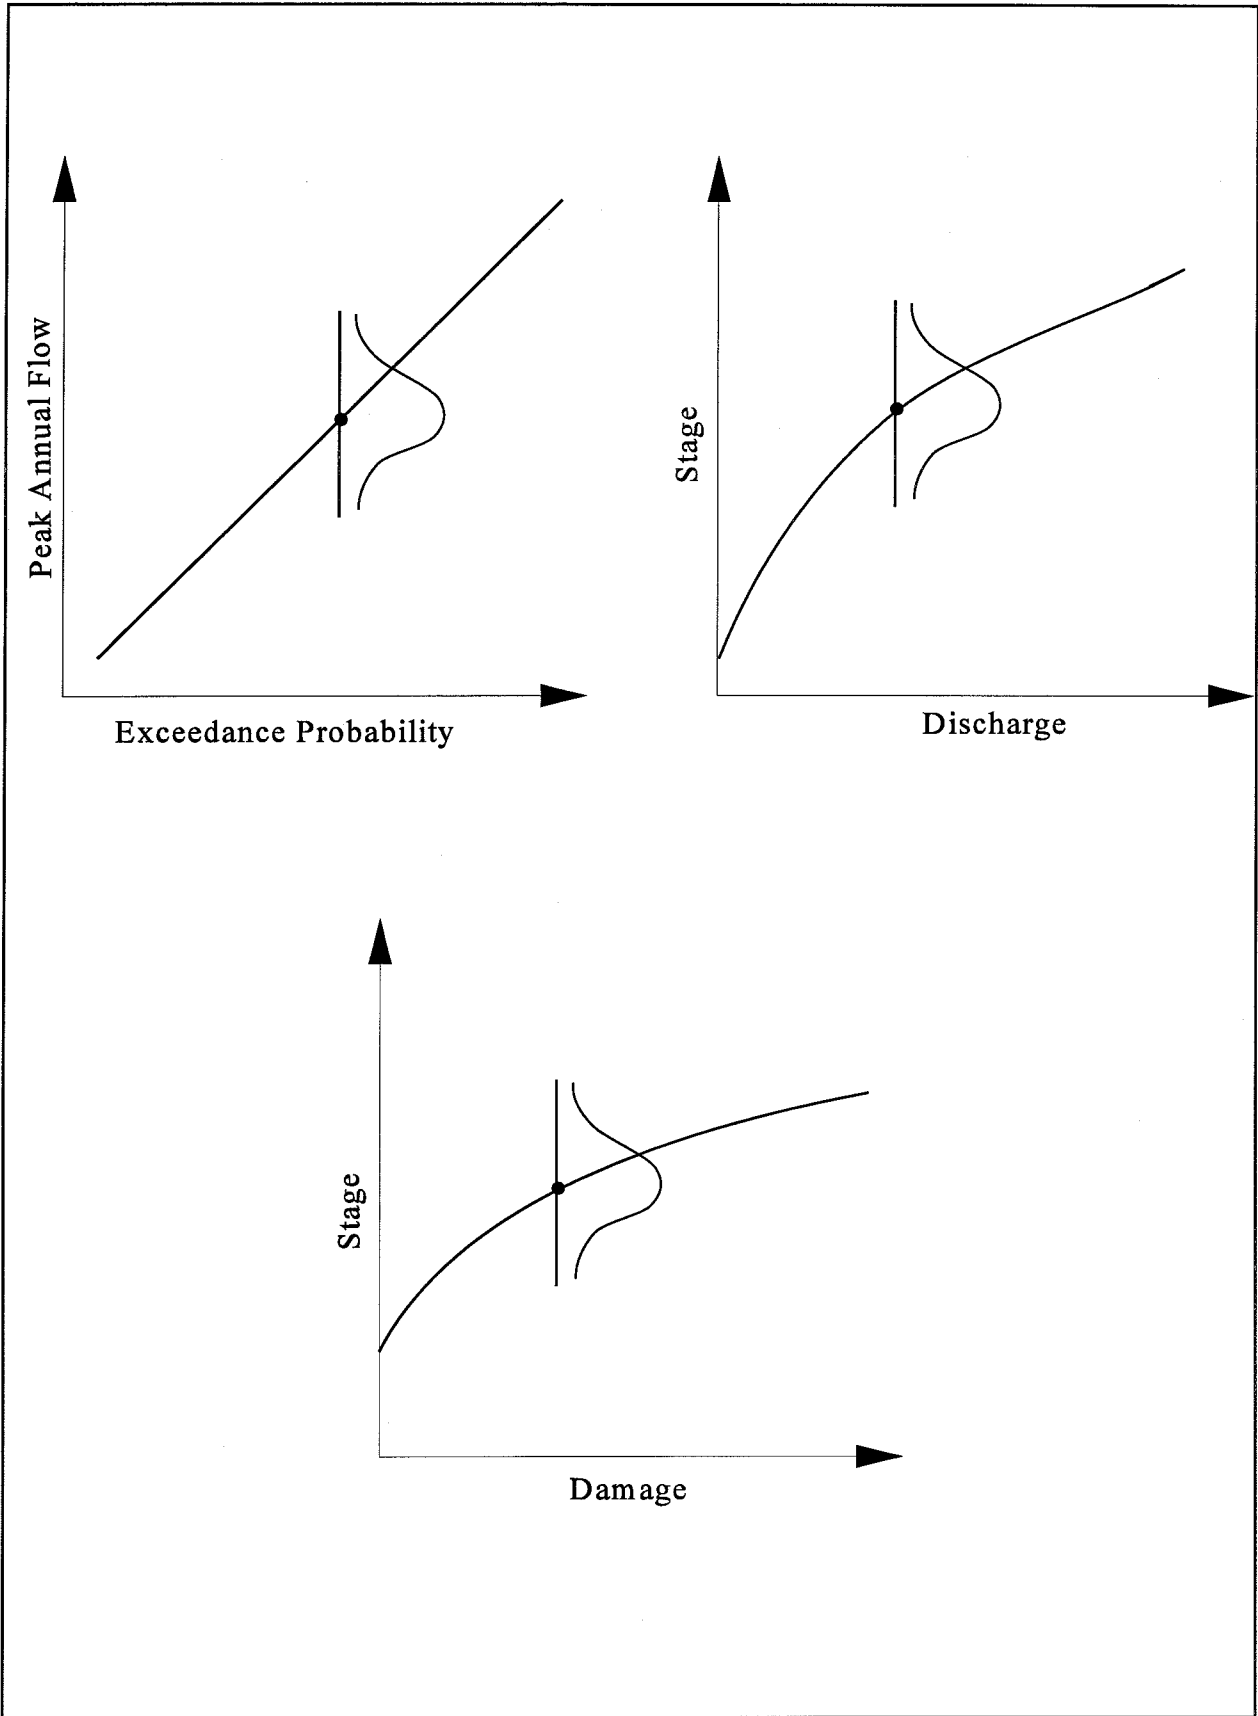 Peak Annual Flow
Exceedance Probability
Stage
Discharge
Stage
Damage